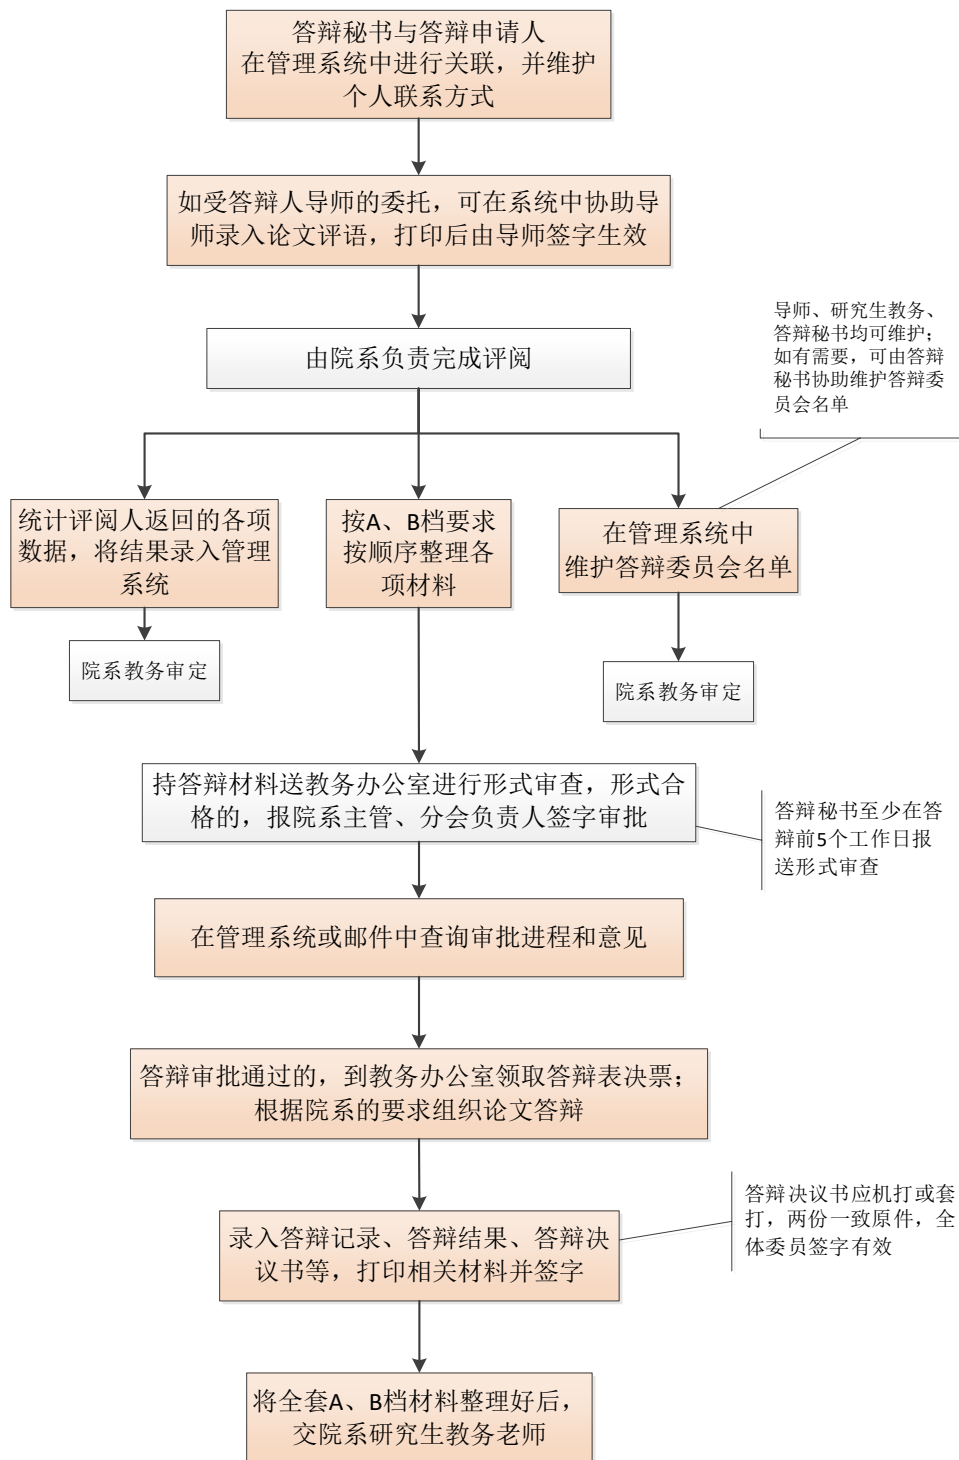 答辩秘书与答辩申请人
在管理系统中进行关联，并维护
个人联系方式
如受答辩人导师的委托，可在系统中协助导
师录入论文评语，打印后由导师签字生效
由院系负责完成评阅
导师、研究生教务、
答辩秘书均可维护；
如有需要，可由答辩
秘书协助维护答辩委
员会名单
统计评阅人返回的各项
数据，将结果录入管理
系统
按A、B档要求
按顺序整理各
项材料
在管理系统中
维护答辩委员会名单
院系教务审定
院系教务审定
持答辩材料送教务办公室进行形式审查，形式合
格的，报院系主管、分会负责人签字审批
答辩秘书至少在答
辩前5个工作日报
送形式审查
在管理系统或邮件中查询审批进程和意见
答辩审批通过的，到教务办公室领取答辩表决票；
根据院系的要求组织论文答辩
答辩决议书应机打或套
打，两份一致原件，全
体委员签字有效
录入答辩记录、答辩结果、答辩决
议书等，打印相关材料并签字
将全套A、B档材料整理好后，
交院系研究生教务老师